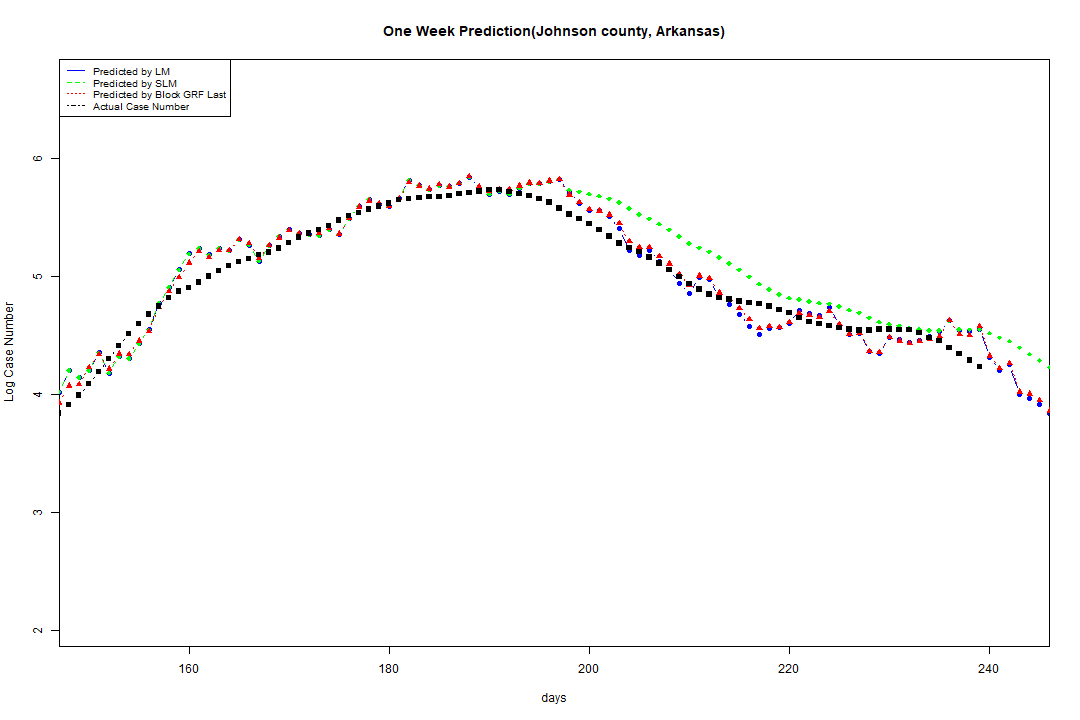 One Week Prediction(Johnson county, Arkansas)
Predicted by LM
Predicted by SLM
Predicted by Block GRF Last
Actual Case Number
6
5
4
3
2
Log Case Number
160
180
200
220
240
days